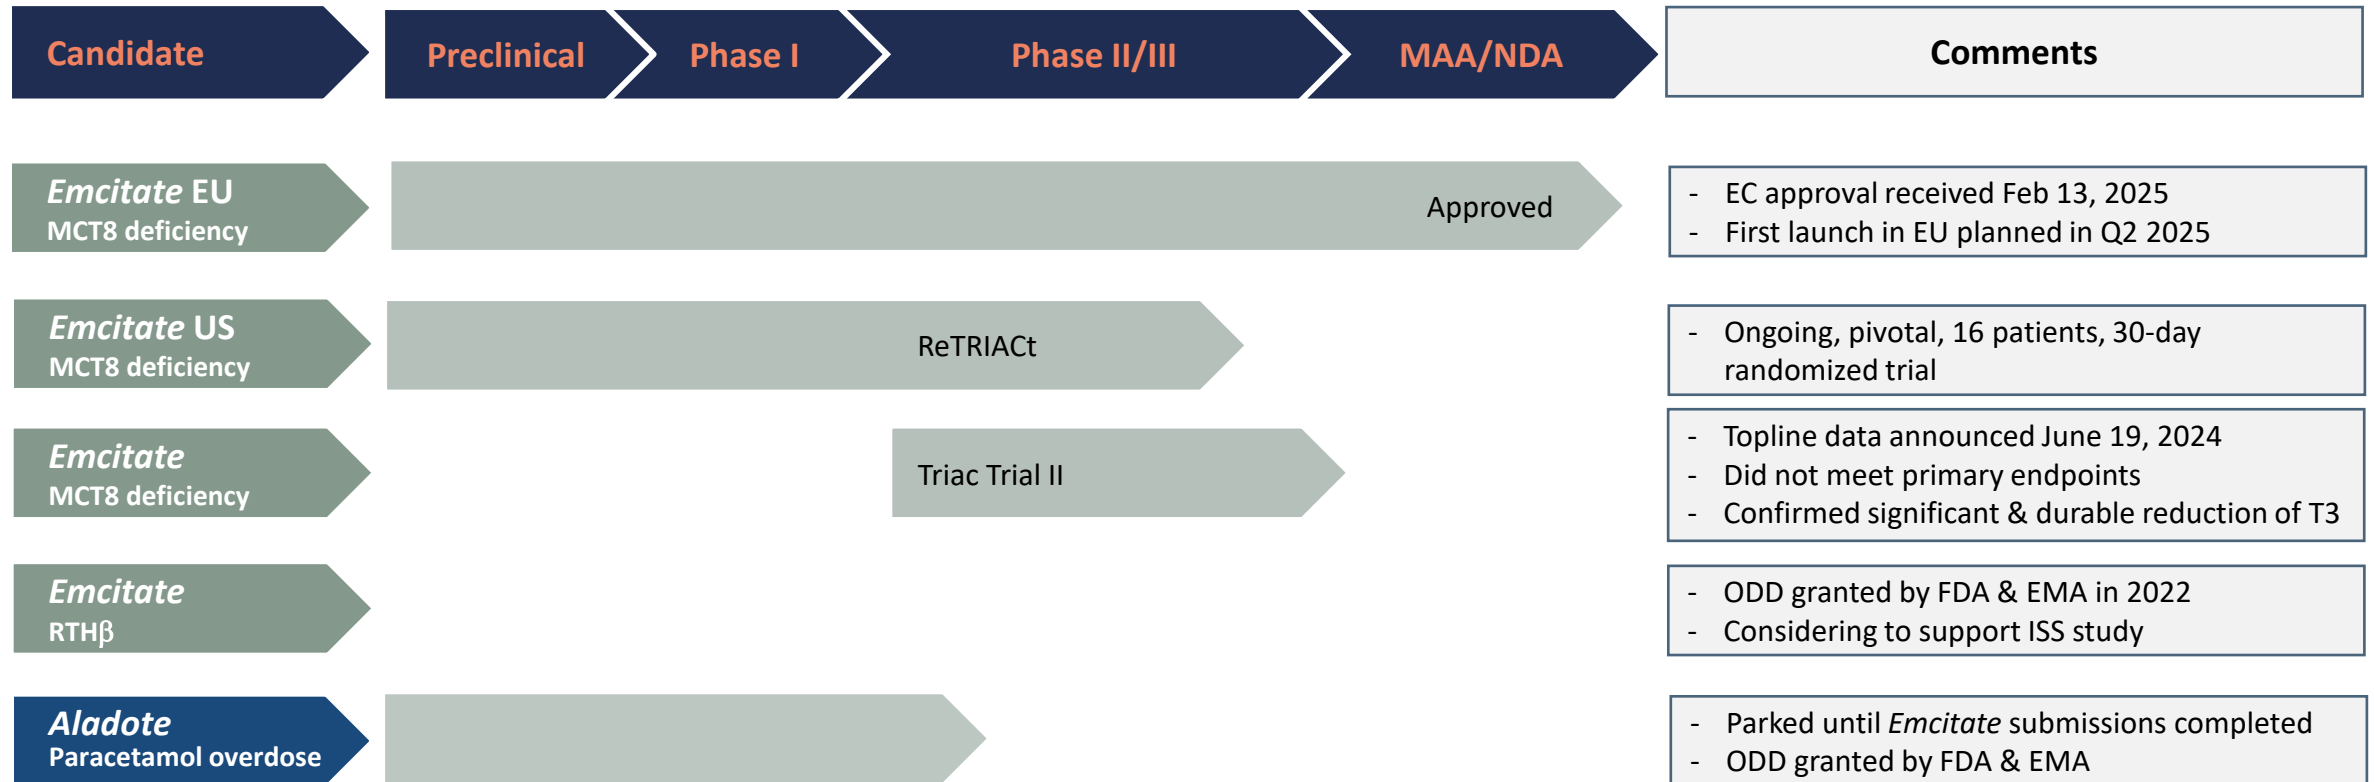 Candidate
Preclinical
Phase I
Phase II/III
MAA/NDA
Comments
Emcitate EU
MCT8 deficiency
Approved
- EC approval received Feb 13, 2025
- First launch in EU planned in Q2 2025
Emcitate US
MCT8 deficiency
ReTRIACt
- Ongoing, pivotal, 16 patients, 30-day
randomized trial
Emcitate
MCT8 deficiency
Triac Trial II
- Topline data announced June 19, 2024
- Did not meet primary endpoints
- Confirmed significant & durable reduction of T3
Emcitate
RTHβ
- ODD granted by FDA & EMA in 2022
- Considering to support ISS study
Aladote
Paracetamol overdose
- Parked until Emcitate submissions completed
- ODD granted by FDA & EMA